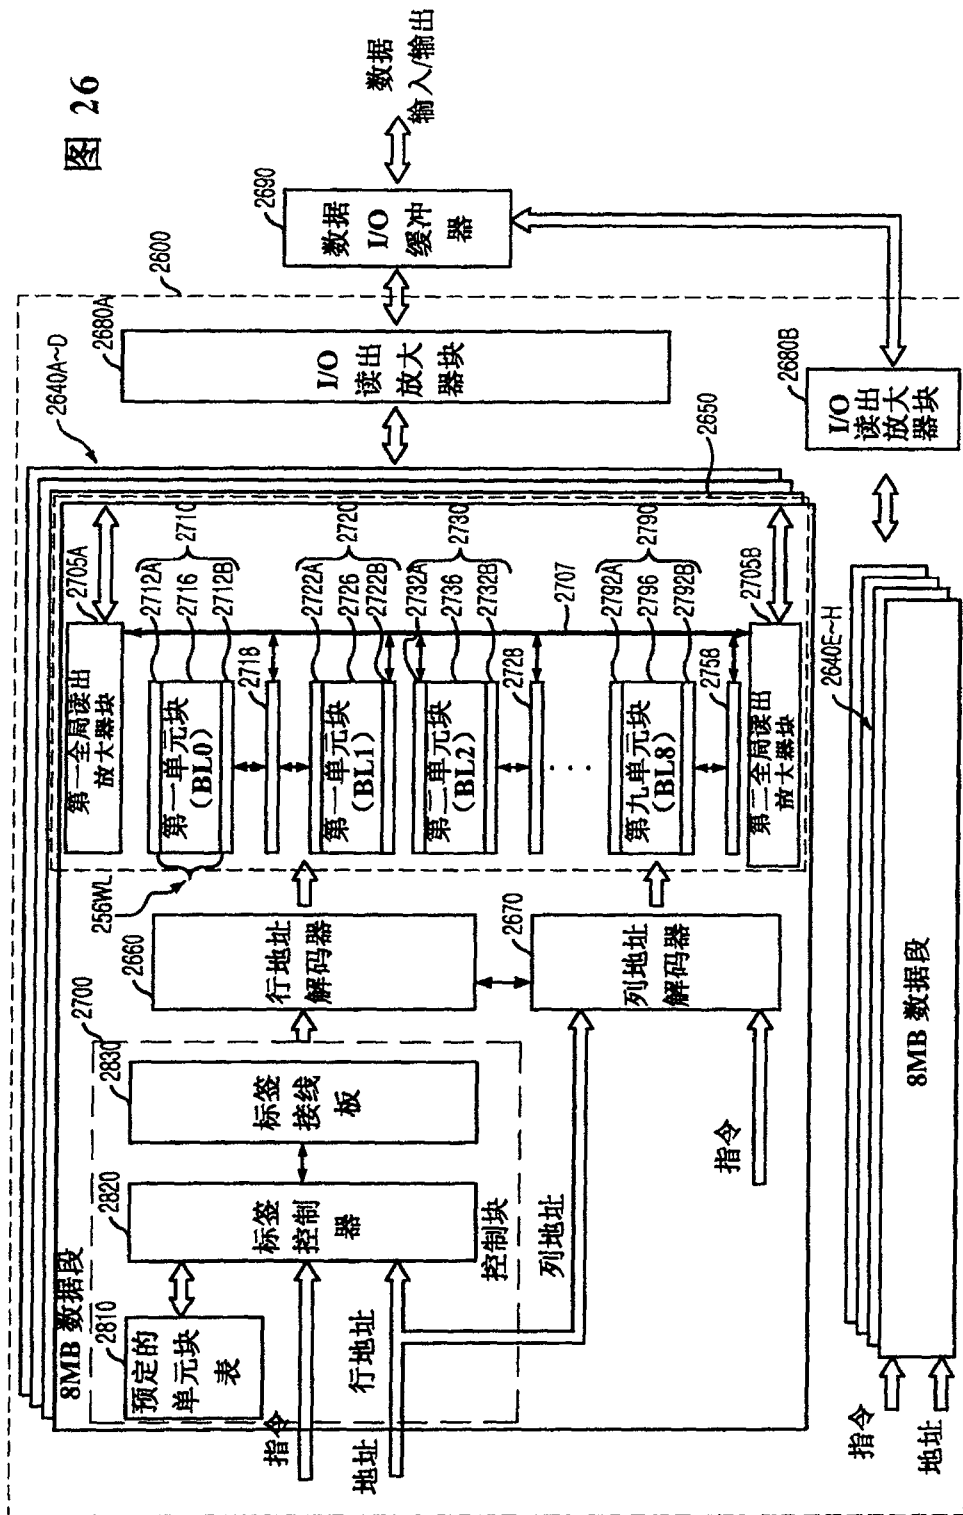 图 26
数据
输入/输出
2690
数据
I/O
缓冲
器
2600
2680A
I/O
读出
放大
器块
2680B
I/O
读出
放大
器块
2640A~D
2650
2705A
第一全局读出
放大器块
2710
2712A
2716
2712B
第一单元块
(BL0)
2718
256WL
2720
2722A
2726
2722B
第一单元块
(BL1)
2730
2732A
2736
2732B
第二单元块
(BL2)
2728
. . .
2790
2792A
2796
2792B
第九单元块
(BL8)
2707
2758
2705B
第二全局读出
放大器块
2660
行地址
解码器
2670
列地址
解码器
2700
2830
标签
接线
板
2820
标签
控制
器
控制块
2810
预定的
单元块
表
8MB 数据段
指令
行地址
地址
列地址
指令
2640E~H
8MB 数据段
指令
地址